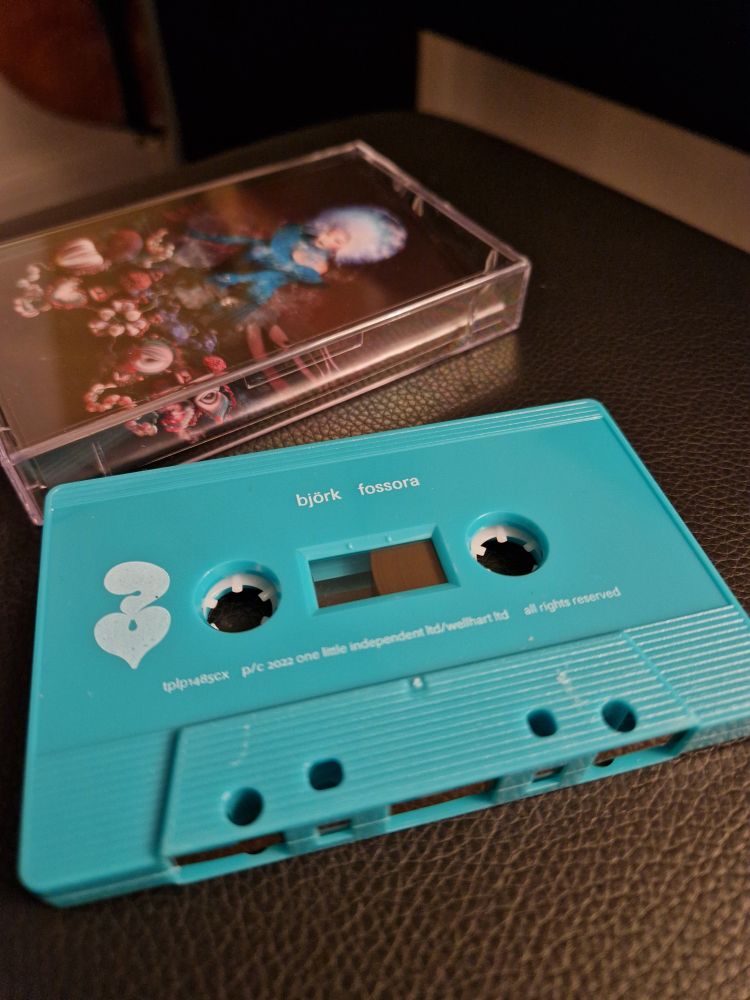 björk fossora
tplp1485cx p/c 2022 one little independent ltd/wellhart ltd all rights reserved